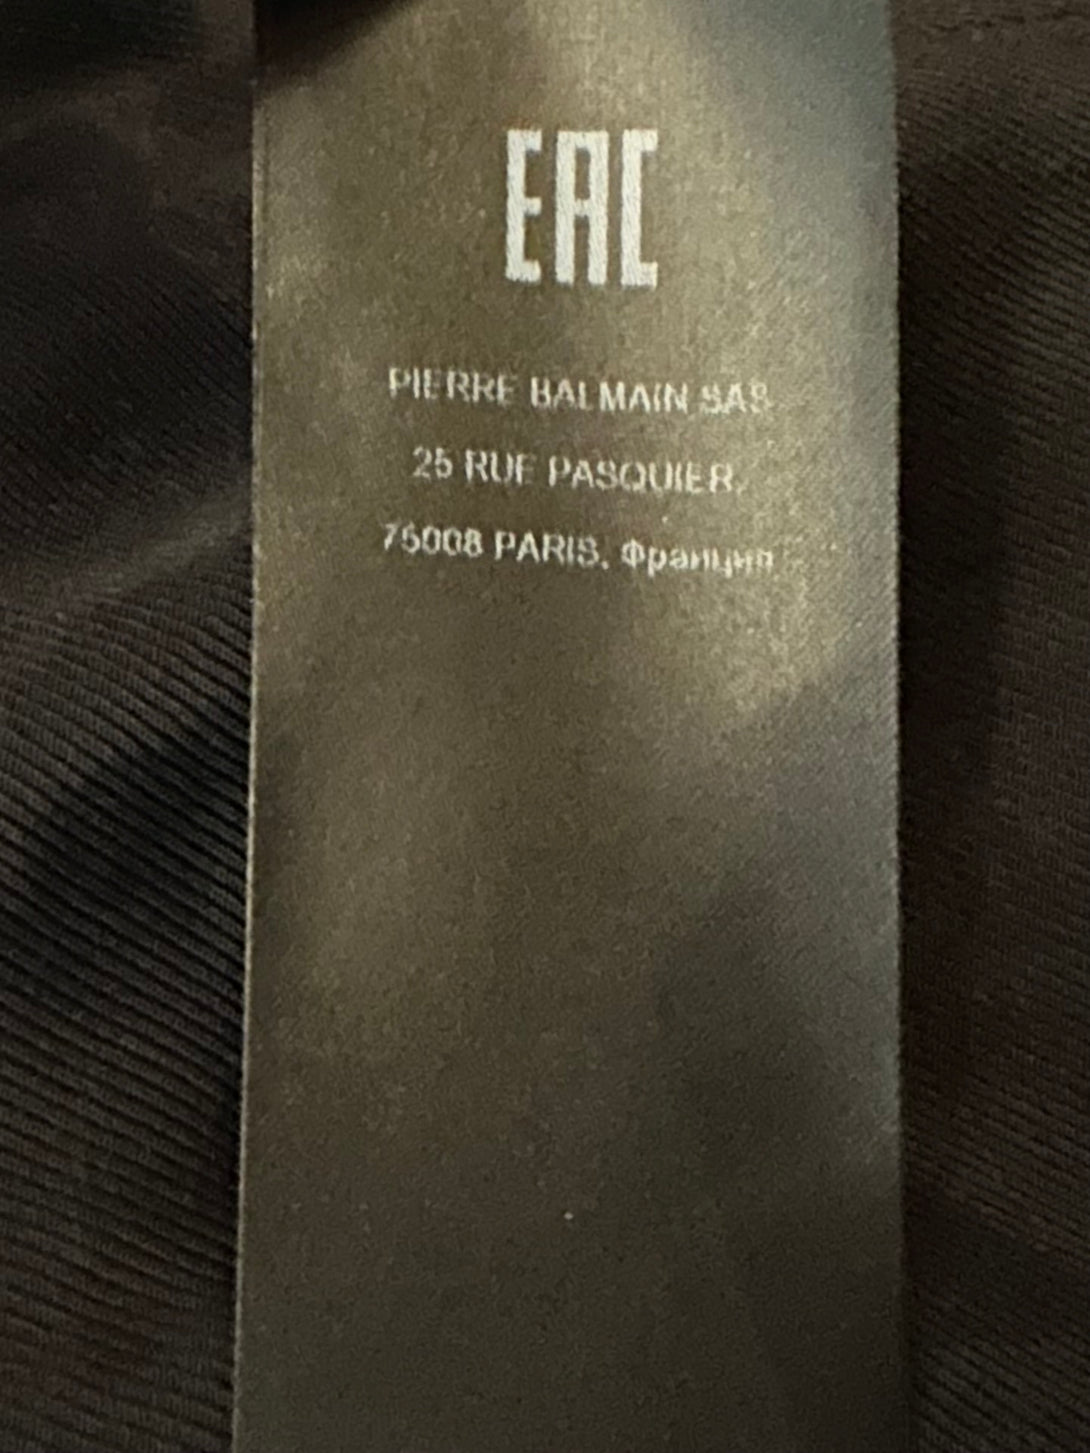 EAC
PIERRE BALMAIN SAS
25 RUE PASQUIER,
75008 PARIS, Франция